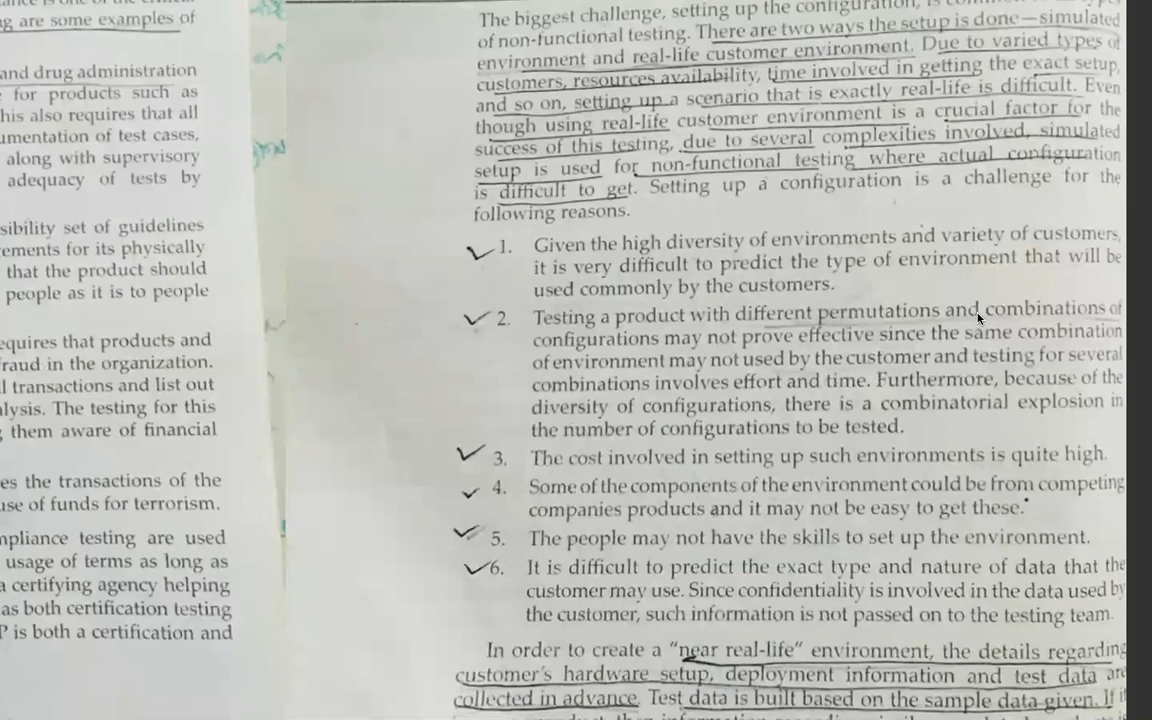 ng are some examples of
and drug administration
for products such as
his also requires that all
umentation of test cases,
along with supervisory
adequacy of tests by
sibility set of guidelines
ements for its physically
that the product should
people as it is to people
equires that products and
raud in the organization.
l transactions and list out
alysis. The testing for this
them aware of financial
es the transactions of the
use of funds for terrorism.
mpliance testing are used
usage of terms as long as
a certifying agency helping
as both certification testing
P is both a certification and
The biggest challenge, setting up the configuration, is
of non-functional testing. There are two ways the setup is done—simulated
environment and real-life customer environment. Due to varied types of
customers, resources availability, time involved in getting the exact setup,
and so on, setting up a scenario that is exactly real-life is difficult. Even
though using real-life customer environment is a crucial factor for the
success of this testing, due to several complexities involved, simulated
setup is used for non-functional testing where actual configuration
is difficult to get. Setting up a configuration is a challenge for the
following reasons.
1. Given the high diversity of environments and variety of customers,
it is very difficult to predict the type of environment that will be
used commonly by the customers.
2. Testing a product with different permutations and combinations of
configurations may not prove effective since the same combination
of environment may not used by the customer and testing for several
combinations involves effort and time. Furthermore, because of the
diversity of configurations, there is a combinatorial explosion in
the number of configurations to be tested.
3. The cost involved in setting up such environments is quite high.
4. Some of the components of the environment could be from competing
companies products and it may not be easy to get these.
5. The people may not have the skills to set up the environment.
6. It is difficult to predict the exact type and nature of data that the
customer may use. Since confidentiality is involved in the data used by
the customer, such information is not passed on to the testing team.
In order to create a "near real-life" environment, the details regarding
customer's hardware setup, deployment information and test data are
collected in advance. Test data is built based on the sample data given. If it